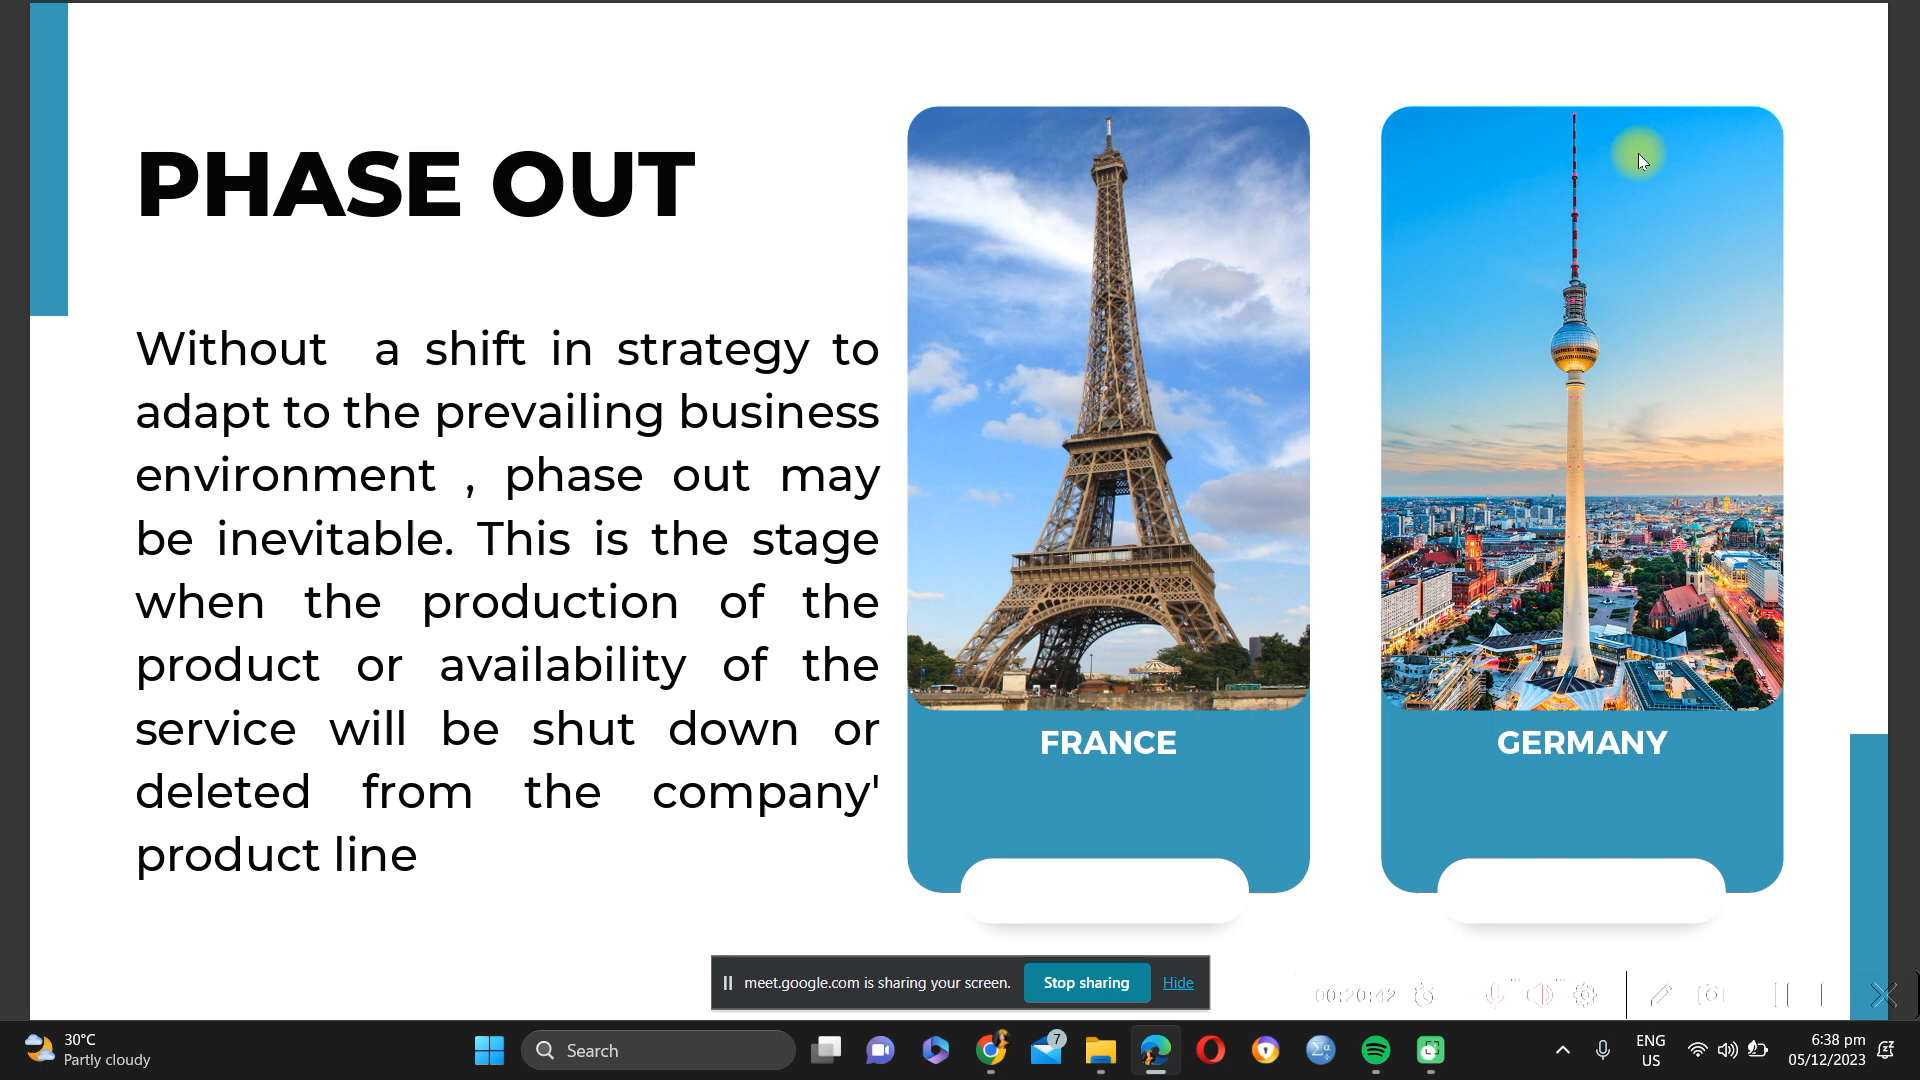 PHASE OUT
Without a shift in strategy to
adapt to the prevailing business
environment , phase out may
be inevitable. This is the stage
when the production of the
product or availability of the
service will be shut down or
deleted from the company'
product line
FRANCE
GERMANY
meet.google.com is sharing your screen.
Stop sharing
Hide
00:20:42
30°C
Partly cloudy
Search
7
ENG
US
6:38 pm
05/12/2023